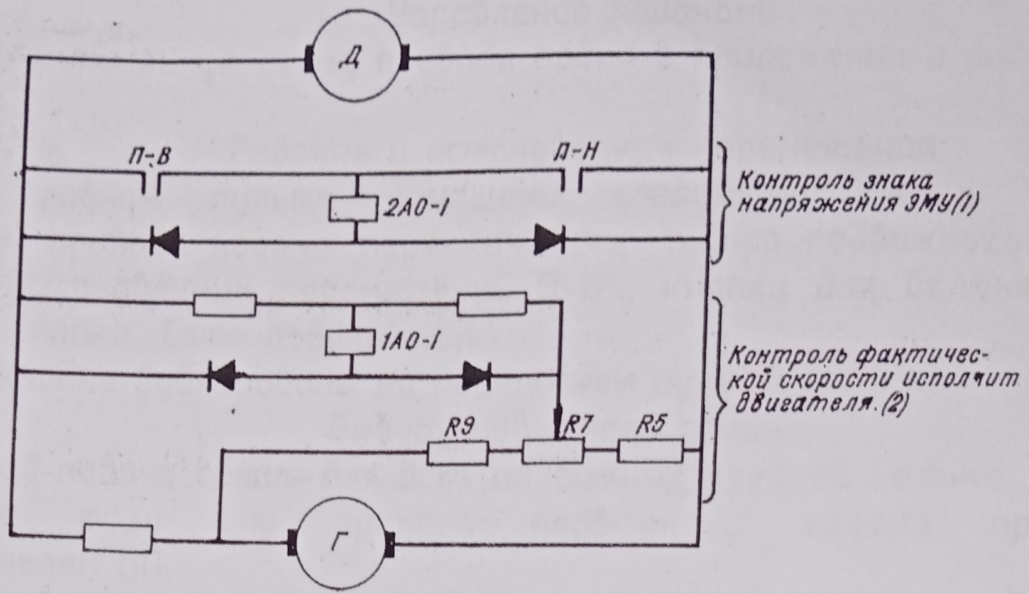 Д
П-В
П-Н
2АО-1
Контроль знака
напряжения ЭМУ(1)
1АО-1
Контроль фактичес-
кой скорости исполнит
двигателя.(2)
R9
R7
R5
Г